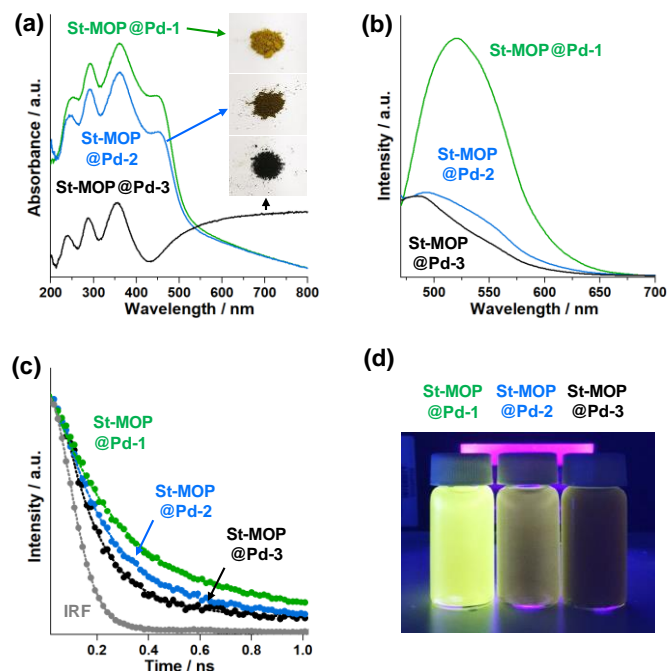 (a)
St-MOP@Pd-1
St-MOP
@Pd-2
St-MOP@Pd-3
Absorbance / a.u.
200 300 400 500 600 700 800
Wavelength / nm
(b)
St-MOP@Pd-1
St-MOP
@Pd-2
St-MOP
@Pd-3
Intensity / a.u.
500 550 600 650 700
Wavelength / nm
(c)
St-MOP
@Pd-1
St-MOP
@Pd-2
St-MOP
@Pd-3
IRF
Intensity / a.u.
0.2 0.4 0.6 0.8 1.0
Time / ns
(d)
St-MOP St-MOP St-MOP
@Pd-1 @Pd-2 @Pd-3